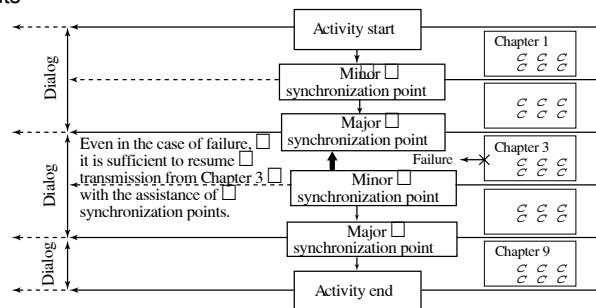 Activity start
Chapter 1
C C C
C C C
Dialog
Minor
synchronization point
C C C
C C C
Major
synchronization point
Even in the case of failure,
it is sufficient to resume
transmission from Chapter 3
with the assistance of
synchronization points.
Failure
Chapter 3
C C C
C C C
Dialog
Minor
synchronization point
C C C
C C C
Major
synchronization point
Dialog
Chapter 9
C C C
C C C
Activity end